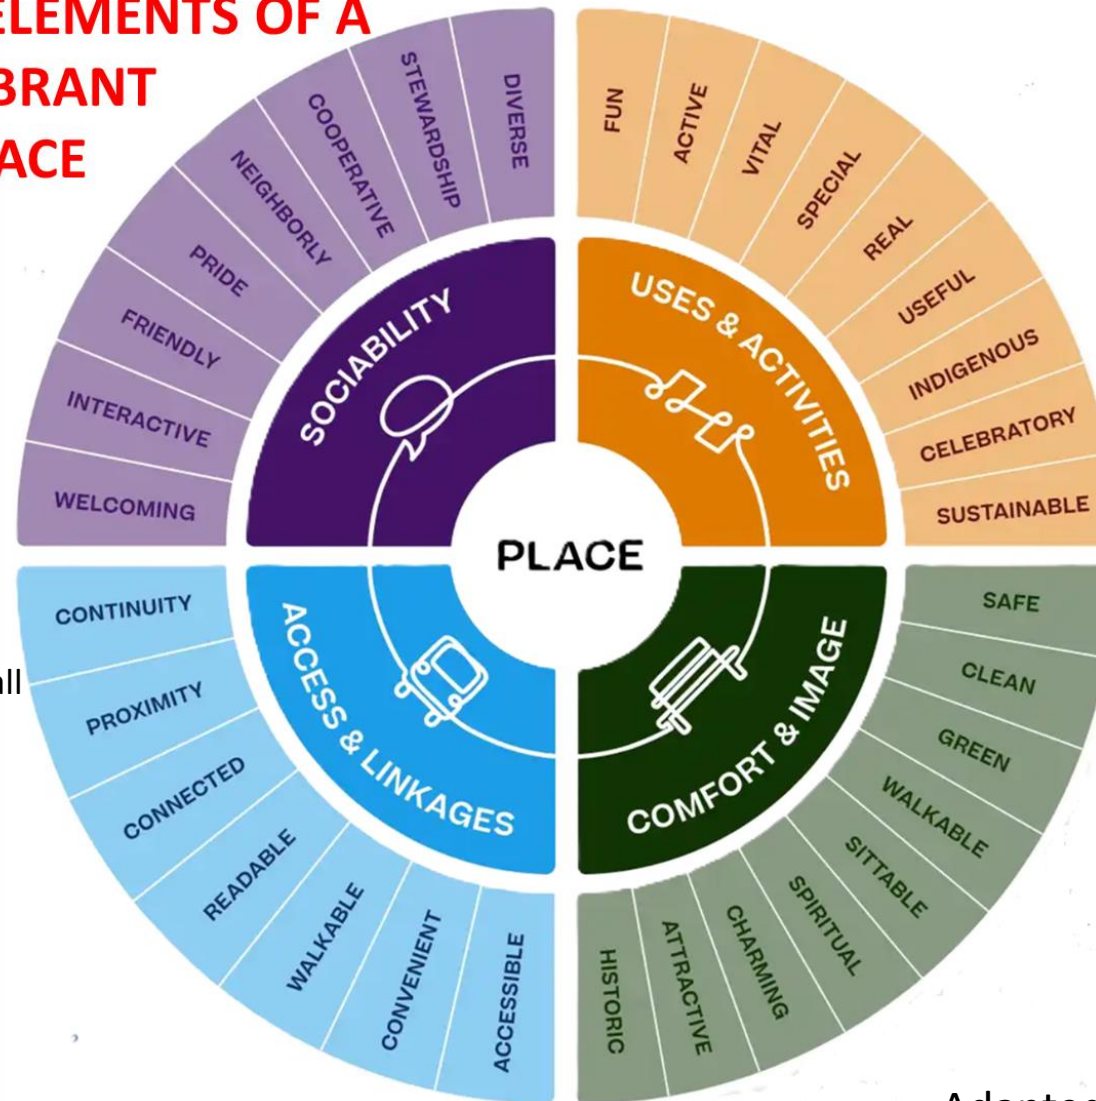 ELEMENTS OF A
BRANT
ACE
DIVERSE
STEWARDSHIP
COOPERATIVE
NEIGHBORLY
PRIDE
FRIENDLY
INTERACTIVE
WELCOMING
SOCIABILITY
FUN
ACTIVE
VITAL
SPECIAL
REAL
USEFUL
INDIGENOUS
CELEBRATORY
SUSTAINABLE
USES & ACTIVITIES
PLACE
CONTINUITY
PROXIMITY
CONNECTED
READABLE
WALKABLE
CONVENIENT
ACCESSIBLE
ACCESS & LINKAGES
all
SAFE
CLEAN
GREEN
WALKABLE
SITTABLE
SPIRITUAL
CHARMING
ATTRACTIVE
HISTORIC
COMFORT & IMAGE